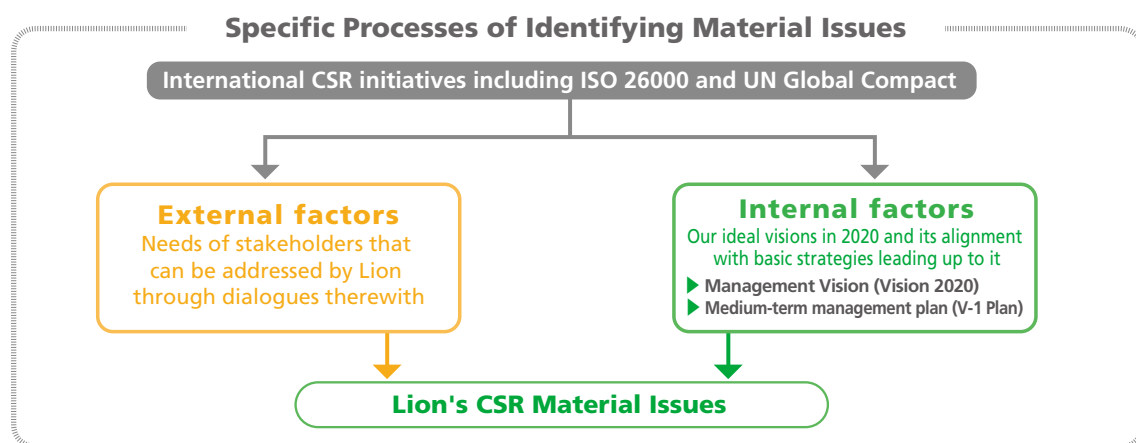 Specific Processes of Identifying Material Issues
International CSR initiatives including ISO 26000 and UN Global Compact
External factors
Needs of stakeholders that
can be addressed by Lion
through dialogues therewith
Internal factors
Our ideal visions in 2020 and its alignment
with basic strategies leading up to it
▶ Management Vision (Vision 2020)
▶ Medium-term management plan (V-1 Plan)
Lion's CSR Material Issues